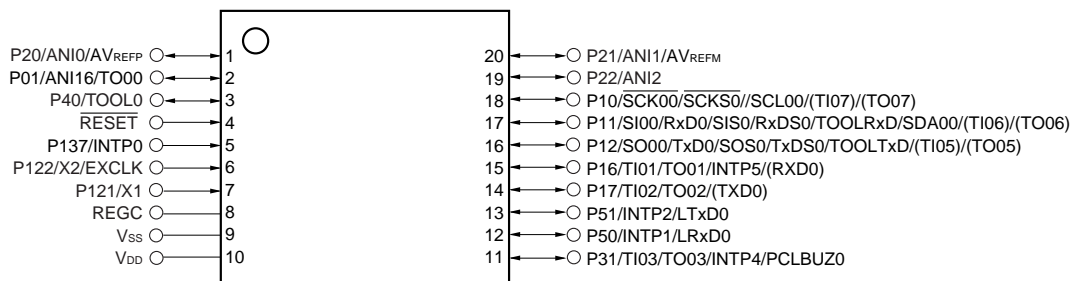 P20/ANI0/AVREFP 1
P01/ANI16/TO00 2
P40/TOOL0 3
RESET 4
P137/INTP0 5
P122/X2/EXCLK 6
P121/X1 7
REGC 8
VSS 9
VDD 10
20 P21/ANI1/AVREFM
19 P22/ANI2
18 P10/SCK00/SCKS0//SCL00/(TI07)/(TO07)
17 P11/SI00/RxD0/SIS0/RxDS0/TOOLRxD/SDA00/(TI06)/(TO06)
16 P12/SO00/TxD0/SOS0/TxDS0/TOOLTxD/(TI05)/(TO05)
15 P16/TI01/TO01/INTP5/(RXD0)
14 P17/TI02/TO02/(TXD0)
13 P51/INTP2/LTxD0
12 P50/INTP1/LRxD0
11 P31/TI03/TO03/INTP4/PCLBUZ0